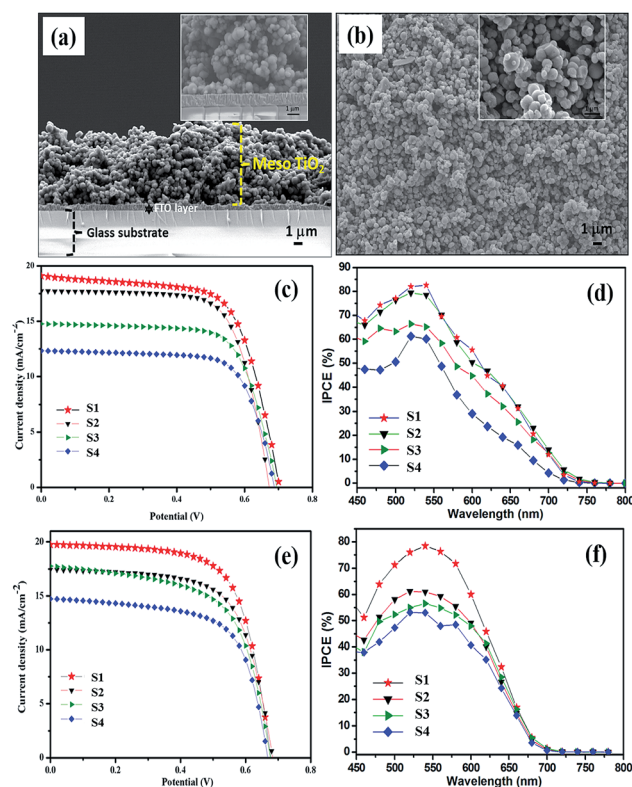 (a)
1 μm
Meso TiO2
FTO layer
Glass substrate
1 μm
(b)
1 μm
1 μm
(c)
20
15
10
5
0
0.0 0.2 0.4 0.6 0.8
Current density (mA/cm-2)
Potential (V)
S1
S2
S3
S4
(d)
90
80
70
60
50
40
30
20
10
0
450 500 550 600 650 700 750 800
IPCE (%)
Wavelength (nm)
S1
S2
S3
S4
(e)
20
15
10
5
0
0.0 0.2 0.4 0.6 0.8
Current density (mA/cm-2)
Potential (V)
S1
S2
S3
S4
(f)
80
70
60
50
40
30
20
10
0
450 500 550 600 650 700 750 800
IPCE (%)
Wavelength (nm)
S1
S2
S3
S4